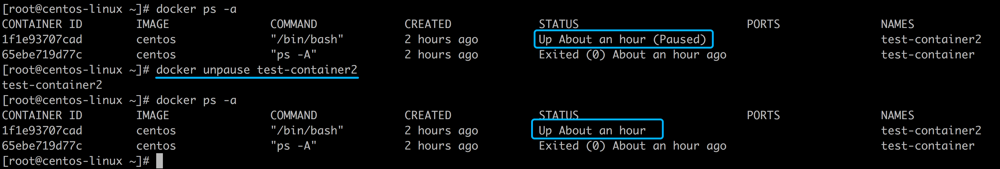 [root@centos-linux ~]# docker ps -a
CONTAINER ID        IMAGE               COMMAND             CREATED             STATUS                         PORTS               NAMES
1f1e93707cad        centos              "/bin/bash"         2 hours ago         Up About an hour (Paused)                          test-container2
65ebe719d77c        centos              "ps -A"             2 hours ago         Exited (0) About an hour ago                       test-container
[root@centos-linux ~]# docker unpause test-container2
test-container2
[root@centos-linux ~]# docker ps -a
CONTAINER ID        IMAGE               COMMAND             CREATED             STATUS                         PORTS               NAMES
1f1e93707cad        centos              "/bin/bash"         2 hours ago         Up About an hour                                   test-container2
65ebe719d77c        centos              "ps -A"             2 hours ago         Exited (0) About an hour ago                       test-container
[root@centos-linux ~]#